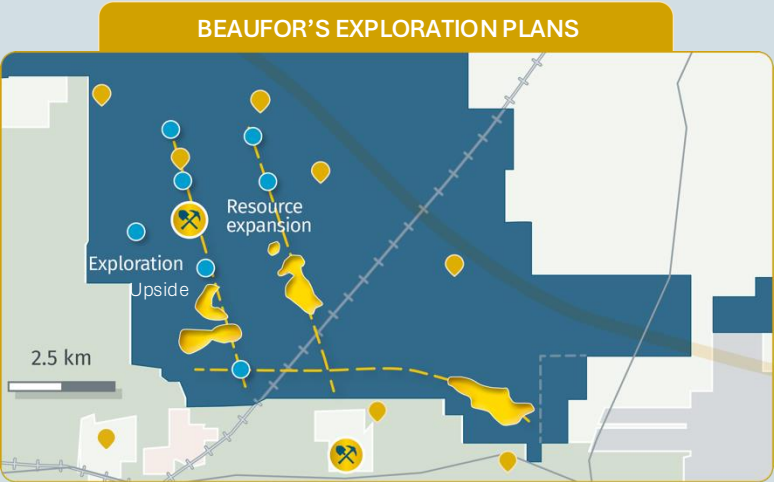 BEAUFOR’S EXPLORATION PLANS
Resource
expansion
Exploration
Upside
2.5 km